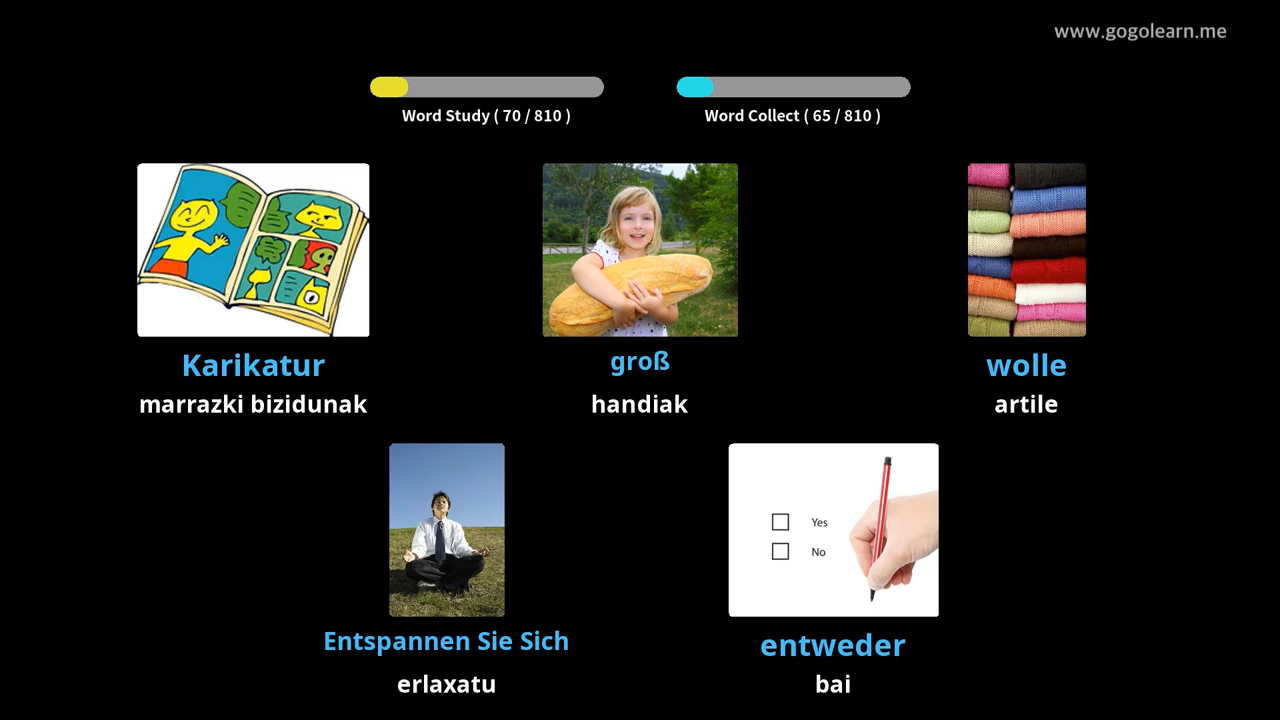 www.gogolearn.me
Word Study ( 70 / 810 )
Word Collect ( 65 / 810 )
Karikatur
marrazki bizidunak
groß
handiak
wolle
artile
Entspannen Sie Sich
erlaxatu
Yes
No
entweder
bai